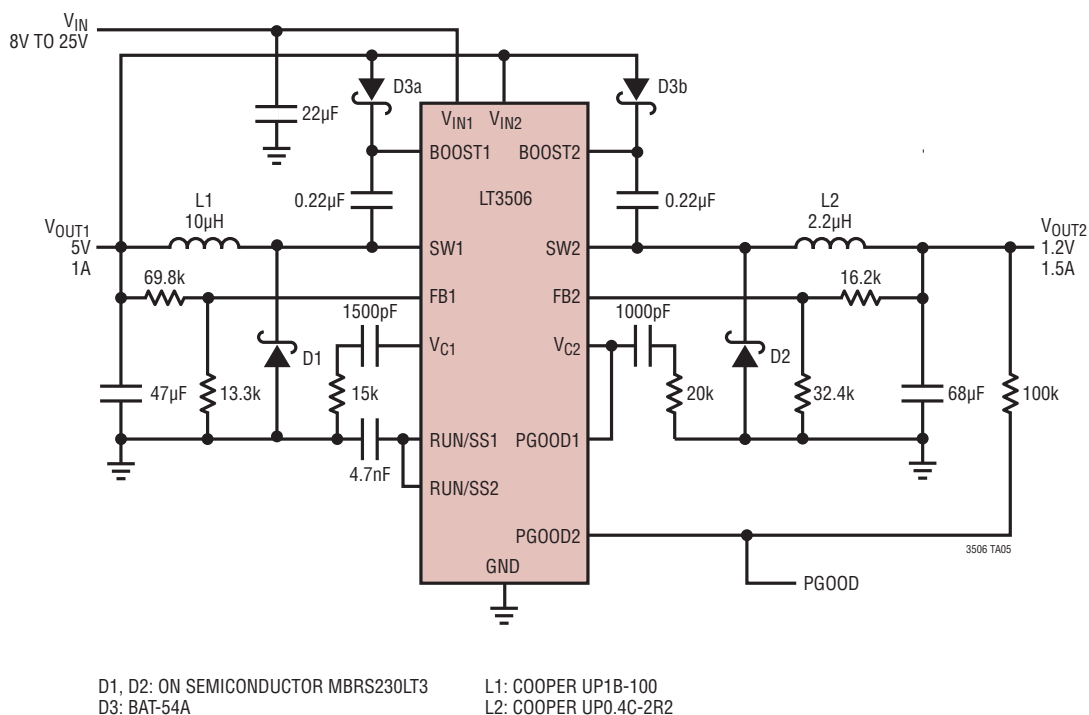 VIN
8V TO 25V
D3a
D3b
22µF
VIN1 VIN2
BOOST1 BOOST2
LT3506
0.22µF 0.22µF
L1
10µH
L2
2.2µH
VOUT1
5V
1A
SW1 SW2
VOUT2
1.2V
1.5A
69.8k
16.2k
FB1 FB2
1500pF
1000pF
VC1 VC2
D1
D2
47µF
13.3k
15k
20k
32.4k
68µF
100k
RUN/SS1 PGOOD1
4.7nF
RUN/SS2
PGOOD2
3506 TA05
GND
PGOOD
D1, D2: ON SEMICONDUCTOR MBRS230LT3
D3: BAT-54A
L1: COOPER UP1B-100
L2: COOPER UP0.4C-2R2